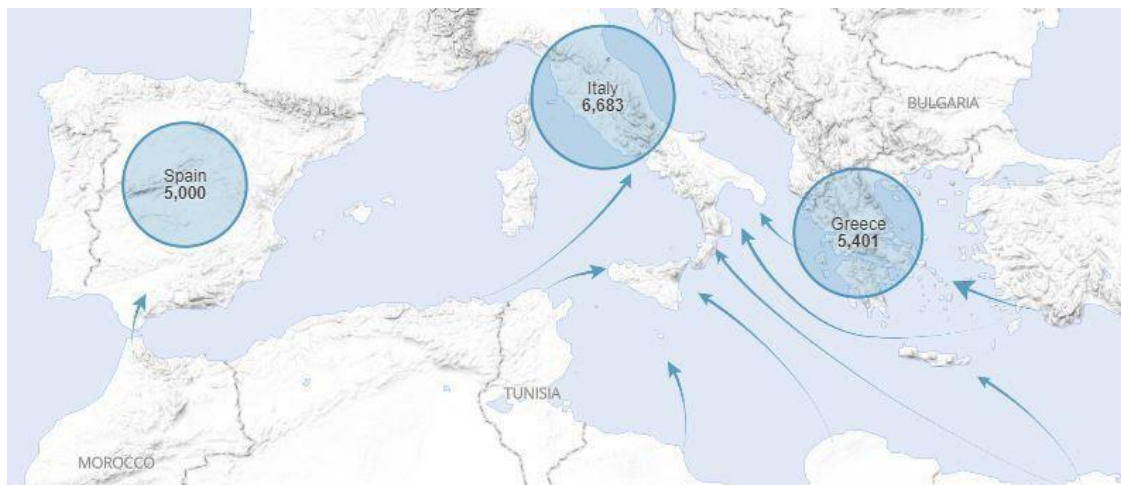 Italy
6,683
BULGARIA
Spain
5,000
Greece
5,401
TUNISIA
MOROCCO